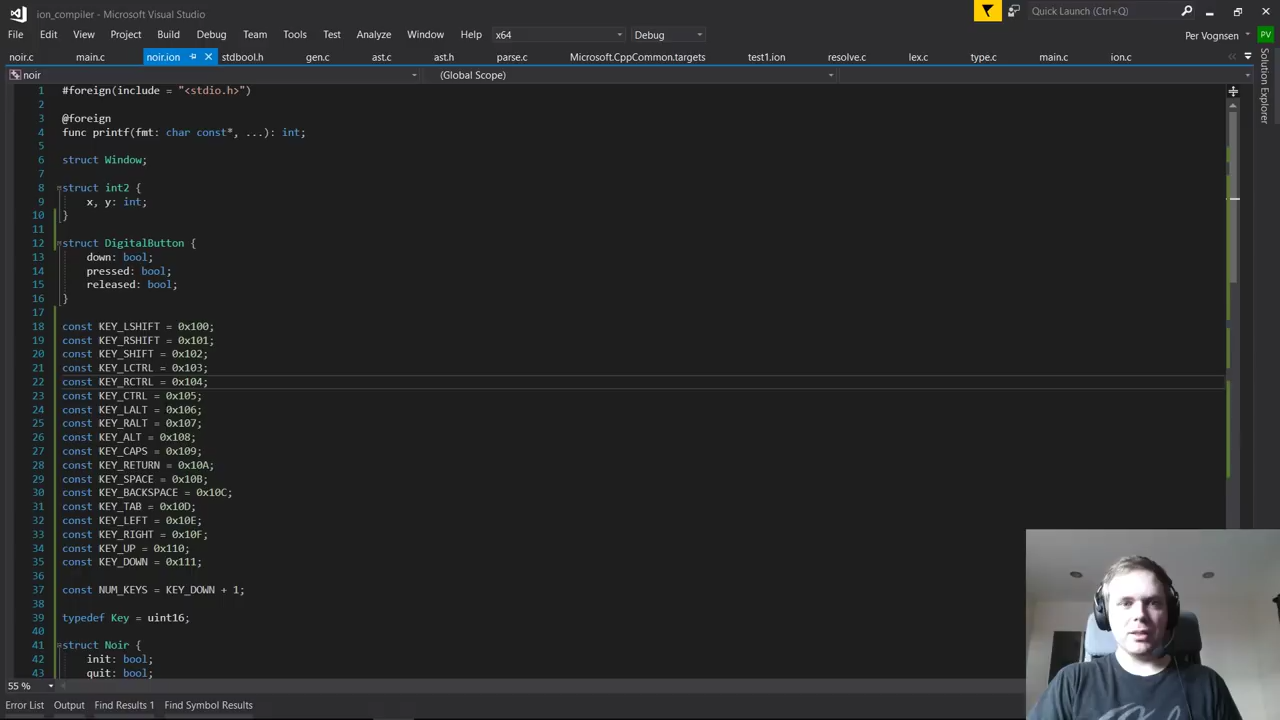 ion_compiler - Microsoft Visual Studio
Quick Launch (Ctrl+Q)
File Edit View Project Build Debug Team Tools Test Analyze Window Help x64 Debug Per Vognsen PV
noir.c main.c noir.ion stdbool.h gen.c ast.c ast.h parse.c Microsoft.CppCommon.targets test1.ion resolve.c lex.c type.c main.c ion.c
noir (Global Scope)
Solution Explorer
1 #foreign(include = "<stdio.h>")
2
3 @foreign
4 func printf(fmt: char const*, ...): int;
5
6 struct Window;
7
8 struct int2 {
9 x, y: int;
10 }
11
12 struct DigitalButton {
13 down: bool;
14 pressed: bool;
15 released: bool;
16 }
17
18 const KEY_LSHIFT = 0x100;
19 const KEY_RSHIFT = 0x101;
20 const KEY_SHIFT = 0x102;
21 const KEY_LCTRL = 0x103;
22 const KEY_RCTRL = 0x104;
23 const KEY_CTRL = 0x105;
24 const KEY_LALT = 0x106;
25 const KEY_RALT = 0x107;
26 const KEY_ALT = 0x108;
27 const KEY_CAPS = 0x109;
28 const KEY_RETURN = 0x10A;
29 const KEY_SPACE = 0x10B;
30 const KEY_BACKSPACE = 0x10C;
31 const KEY_TAB = 0x10D;
32 const KEY_LEFT = 0x10E;
33 const KEY_RIGHT = 0x10F;
34 const KEY_UP = 0x110;
35 const KEY_DOWN = 0x111;
36
37 const NUM_KEYS = KEY_DOWN + 1;
38
39 typedef Key = uint16;
40
41 struct Noir {
42 init: bool;
43 quit: bool;
55 %
Error List Output Find Results 1 Find Symbol Results